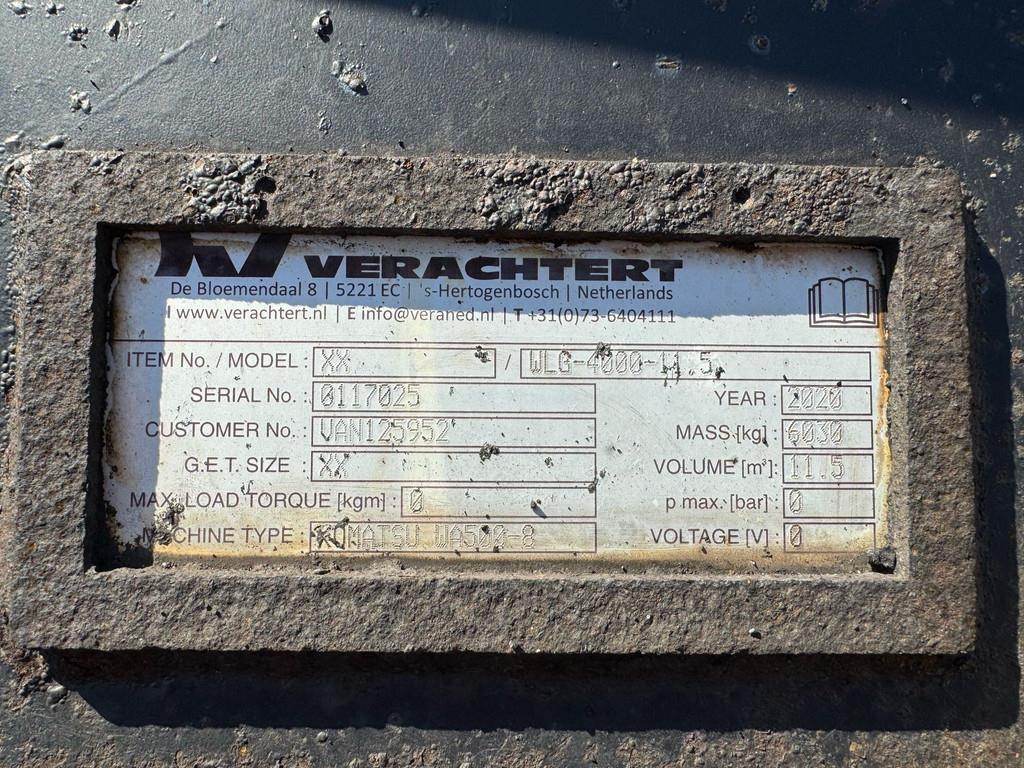 VERACHTERT
De Bloemendaal 8 | 5221 EC | 's-Hertogenbosch | Netherlands
I www.verachtert.nl | E info@veraned.nl | T +31(0)73-6404111
ITEM No. / MODEL : XX / WLG-4000-11.5
SERIAL No. : 0117025 YEAR : 2020
CUSTOMER No. : VAN125952 MASS [kg] : 6030
G.E.T. SIZE : XX VOLUME [m³] : 11.5
MAX. LOAD TORQUE [kgm] : 0 p max. [bar] : 0
MACHINE TYPE : KOMATSU WA500-8 VOLTAGE [V] : 0